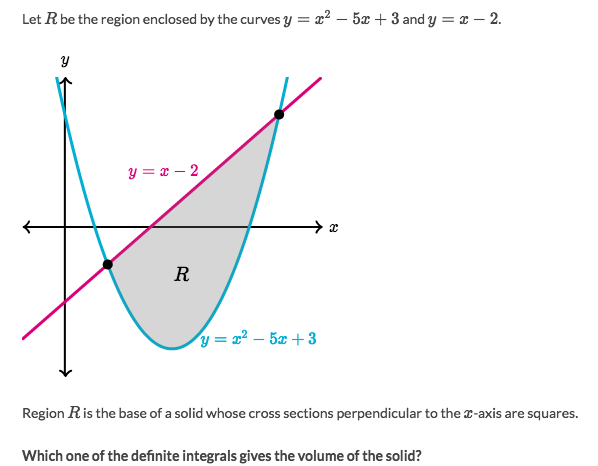 Let R be the region enclosed by the curves y = x² − 5x + 3 and y = x − 2.
y
y = x − 2
x
R
y = x² − 5x + 3
Region R is the base of a solid whose cross sections perpendicular to the x-axis are squares.
Which one of the definite integrals gives the volume of the solid?